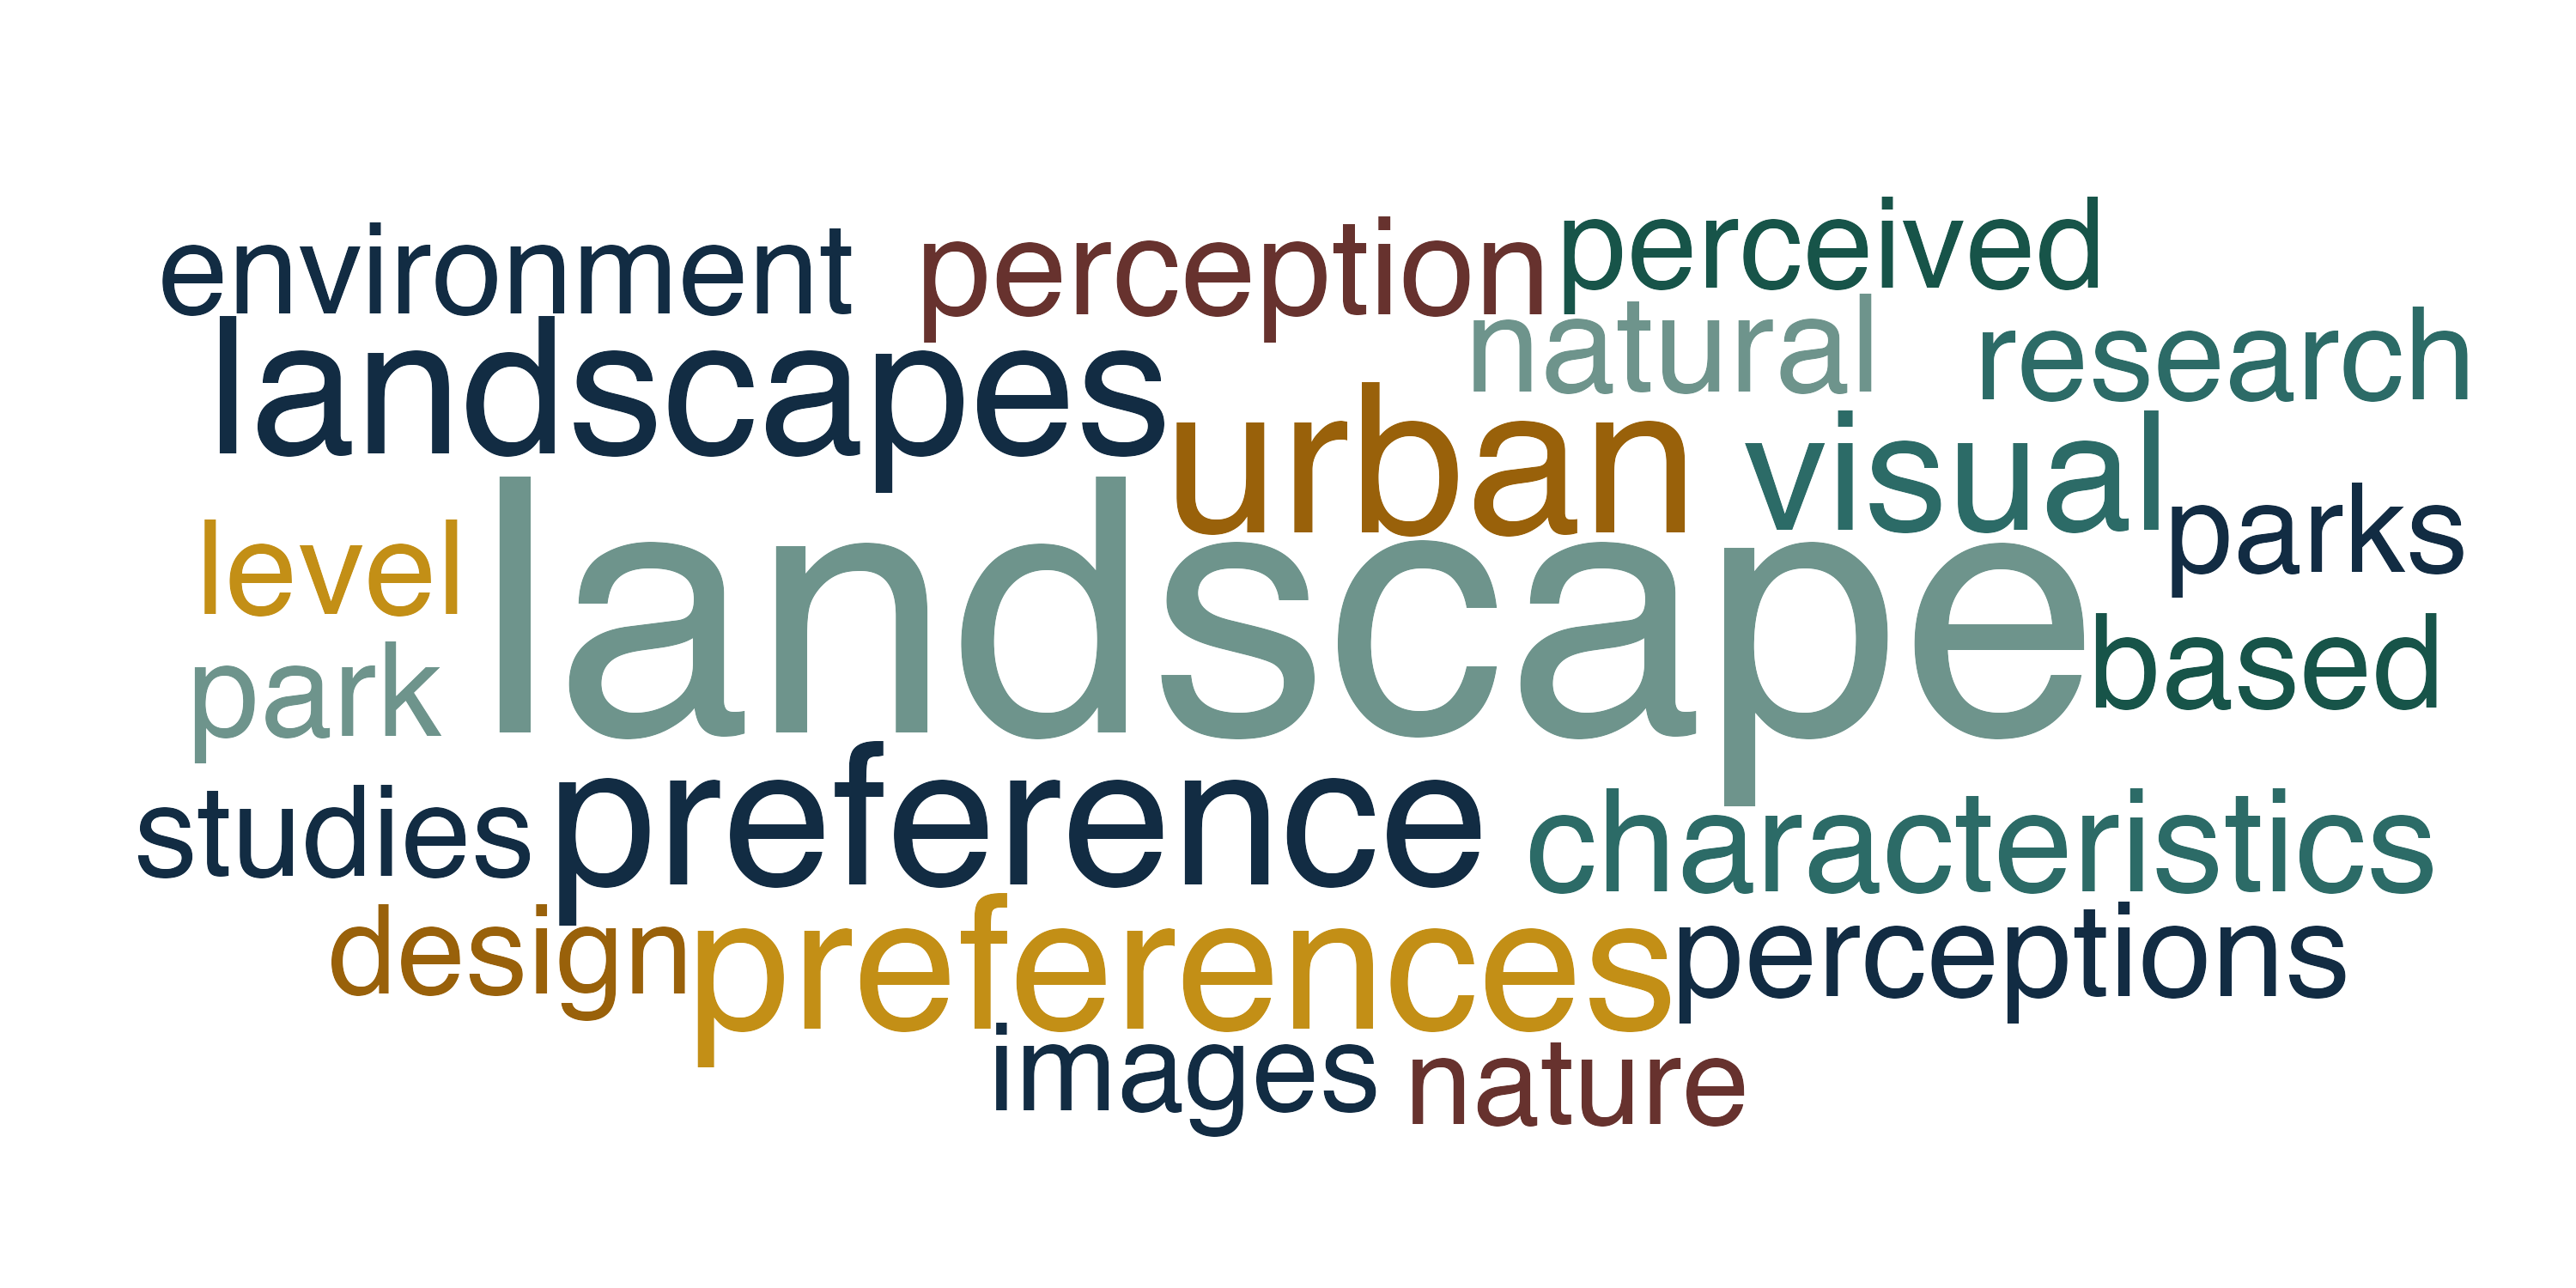 environment perception perceived
landscapes natural research
urban visual
level landscape parks
park based
studies preference characteristics
design preferences perceptions
images nature